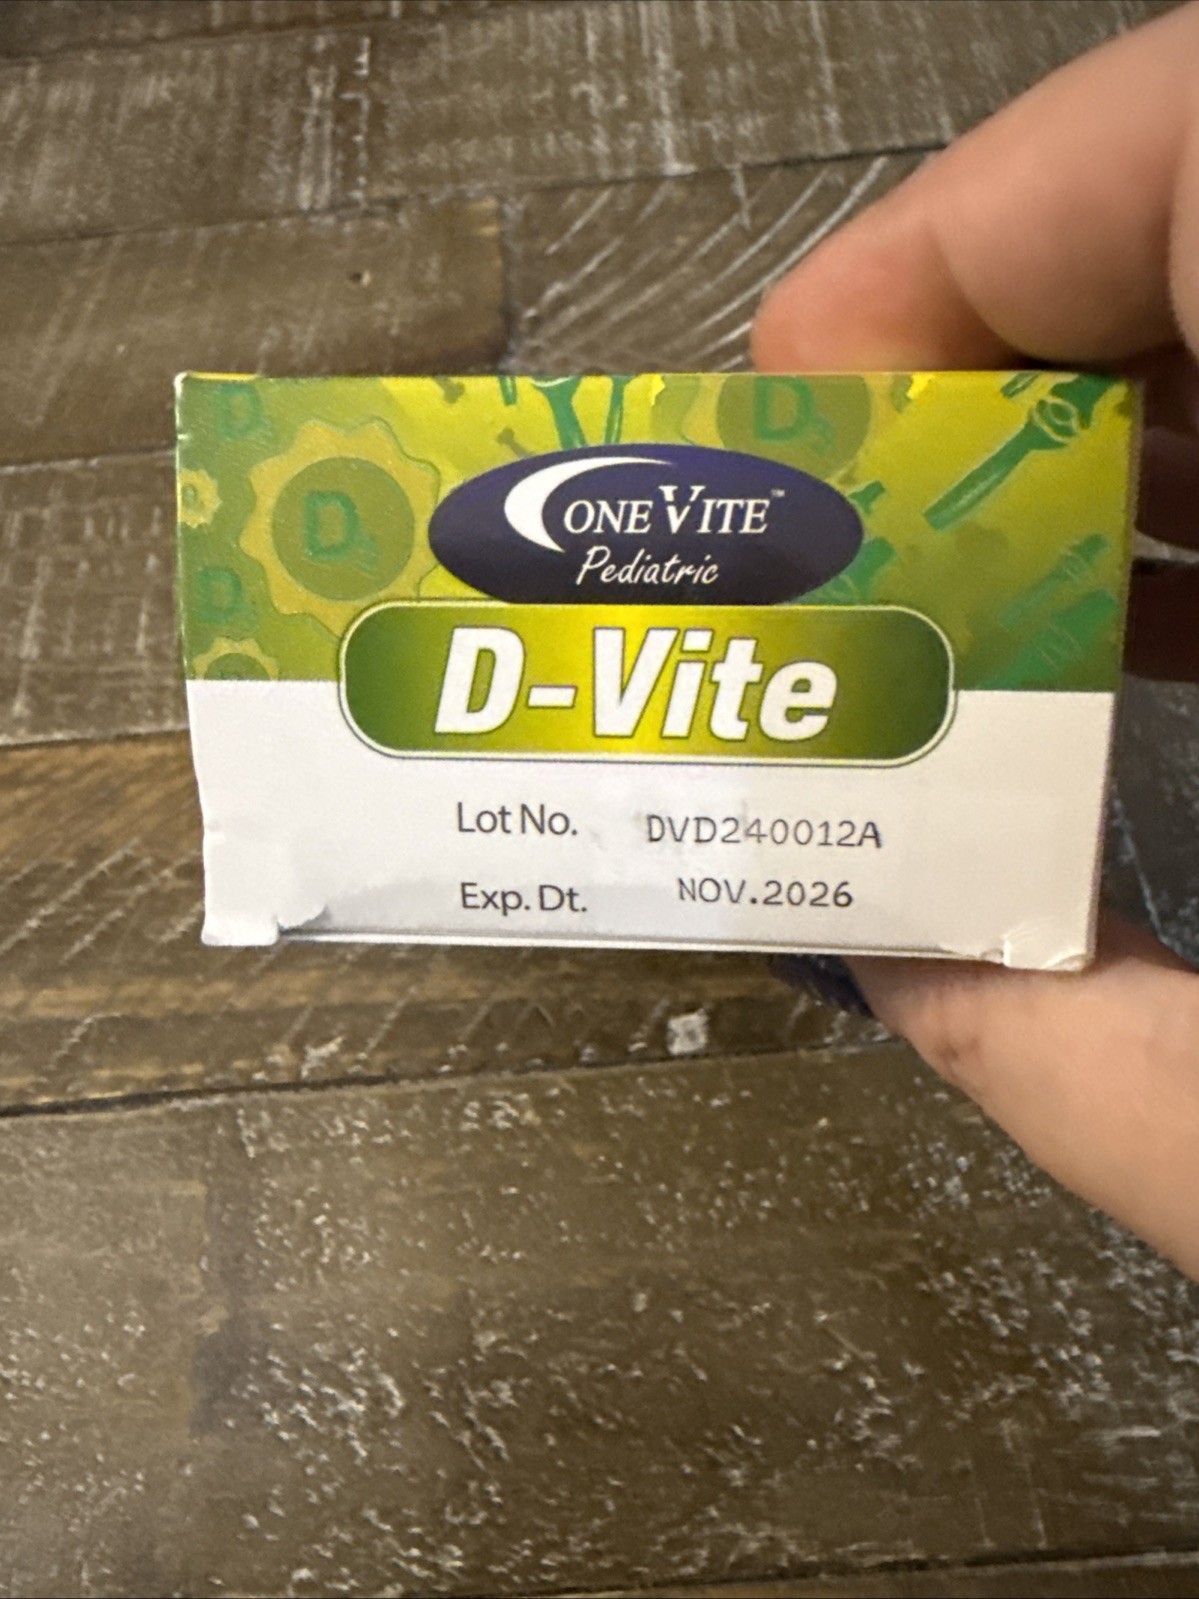 ONE VITE™
Pediatric
D-Vite
Lot No. DVD240012A
Exp. Dt. NOV.2026
D
D
D
D